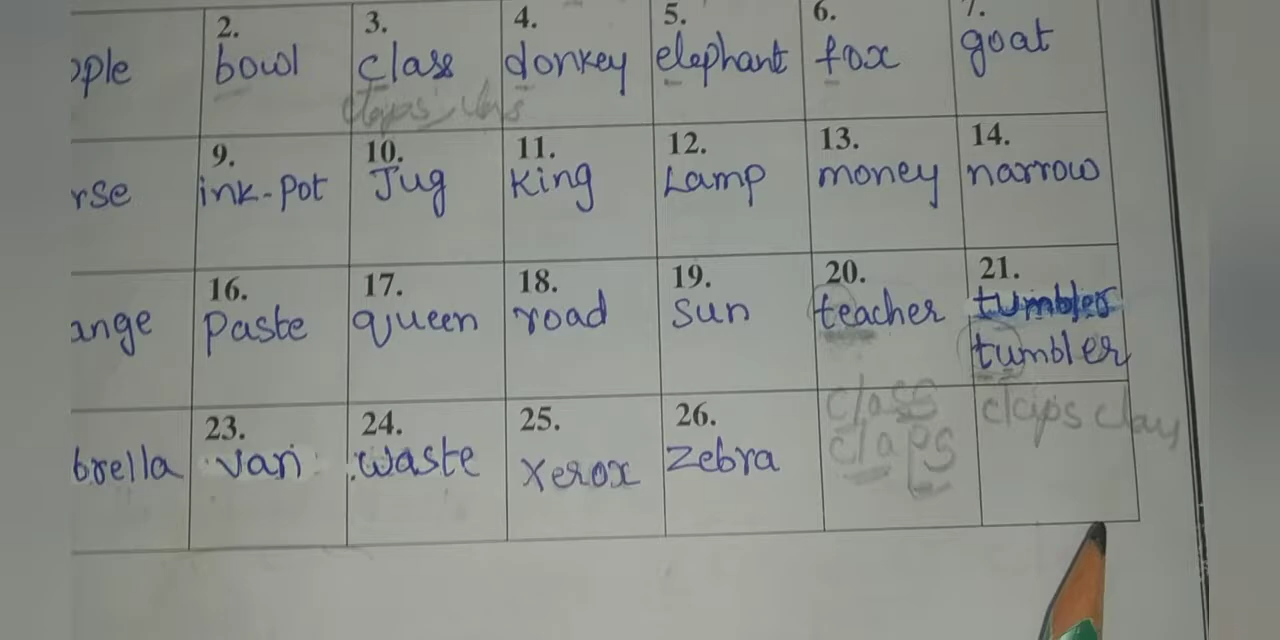 2. 3. 4. 5. 6. 7.
ople bowl class donkey elephant fox goat
claps
9. 10. 11. 12. 13. 14.
rse ink-pot Jug King Lamp money narrow
16. 17. 18. 19. 20. 21.
ange Paste queen road Sun teacher tumbler
tumbler
23. 24. 25. 26. class claps clay
brella van waste Xerox Zebra claps